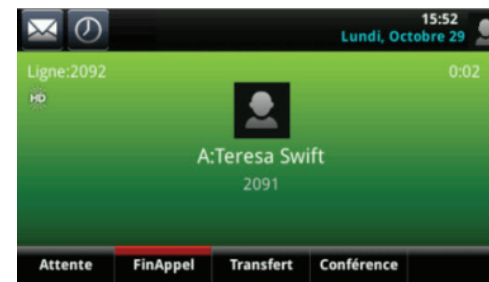 15:52
Lundi, Octobre 29
Ligne:2092 0:02
HD
A:Teresa Swift
2091
Attente FinAppel Transfert Conférence